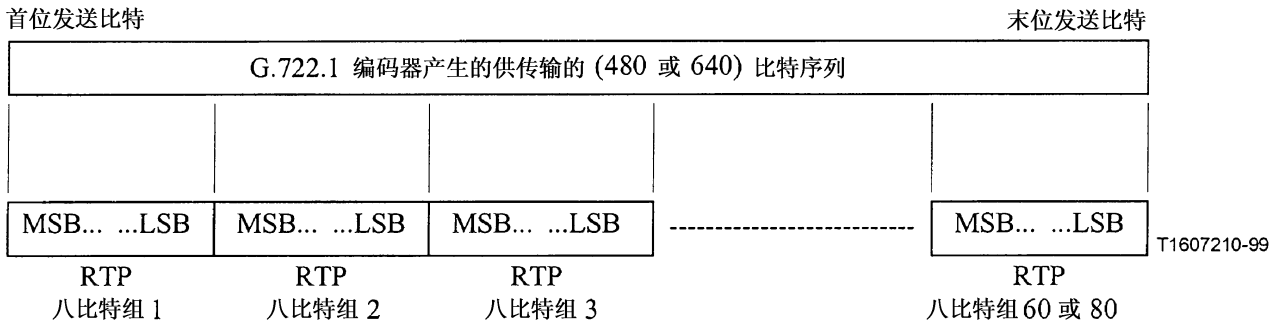 首位发送比特 末位发送比特
G.722.1 编码器产生的供传输的 (480 或 640) 比特序列
MSB... ...LSB MSB... ...LSB MSB... ...LSB MSB... ...LSB
T1607210-99
RTP RTP RTP RTP
八比特组 1 八比特组 2 八比特组 3 八比特组 60 或 80